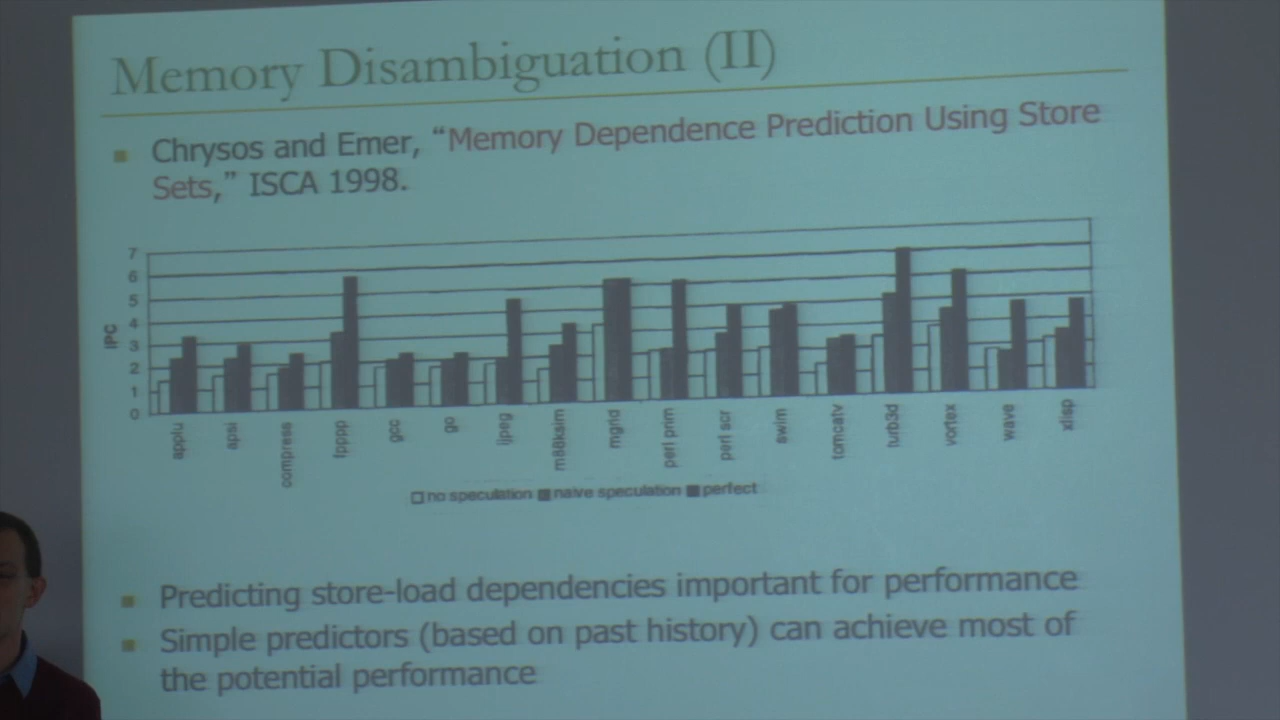 Memory Disambiguation (II)
Chrysos and Emer, “Memory Dependence Prediction Using Store
Sets,” ISCA 1998.
7
6
5
4
3
2
1
0
IPC
applu
apsi
compress
fpppp
gcc
go
ijpeg
m88ksim
mgrid
perl prim
perl scr
swim
tomcatv
turb3d
vortex
wave
xlisp
no speculation naive speculation perfect
Predicting store-load dependencies important for performance
Simple predictors (based on past history) can achieve most of
the potential performance